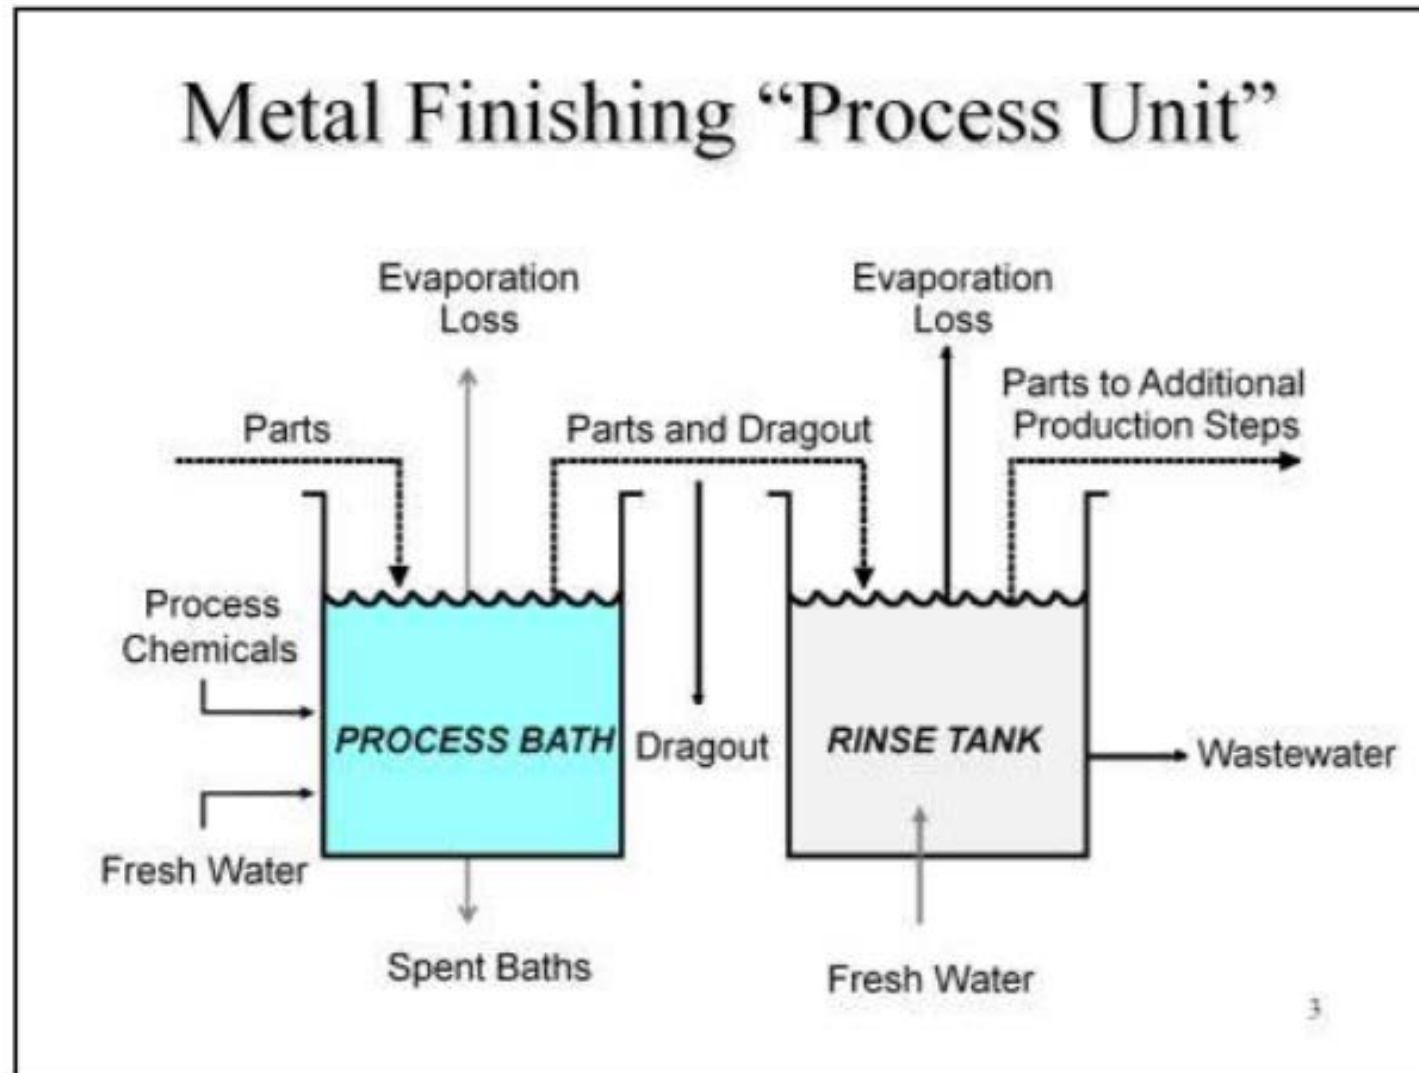 Metal Finishing “Process Unit”
Evaporation
Loss
Evaporation
Loss
Parts to Additional
Production Steps
Parts
Parts and Dragout
Process
Chemicals
PROCESS BATH
Dragout
RINSE TANK
Wastewater
Fresh Water
Spent Baths
Fresh Water
3